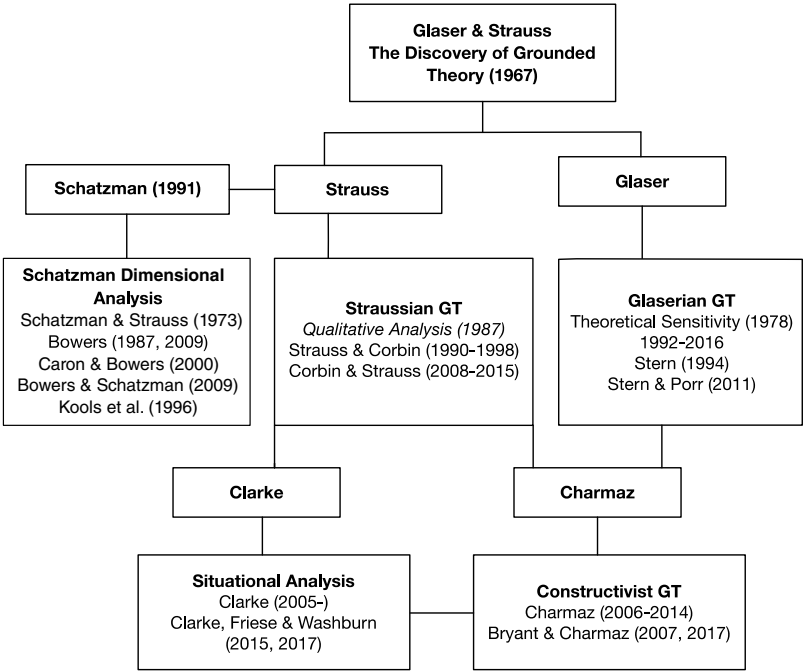 Glaser & Strauss
The Discovery of Grounded
Theory (1967)
Schatzman (1991)
Strauss
Glaser
Schatzman Dimensional
Analysis
Schatzman & Strauss (1973)
Bowers (1987, 2009)
Caron & Bowers (2000)
Bowers & Schatzman (2009)
Kools et al. (1996)
Straussian GT
Qualitative Analysis (1987)
Strauss & Corbin (1990-1998)
Corbin & Strauss (2008-2015)
Glaserian GT
Theoretical Sensitivity (1978)
1992-2016
Stern (1994)
Stern & Porr (2011)
Clarke
Charmaz
Situational Analysis
Clarke (2005-)
Clarke, Friese & Washburn
(2015, 2017)
Constructivist GT
Charmaz (2006-2014)
Bryant & Charmaz (2007, 2017)